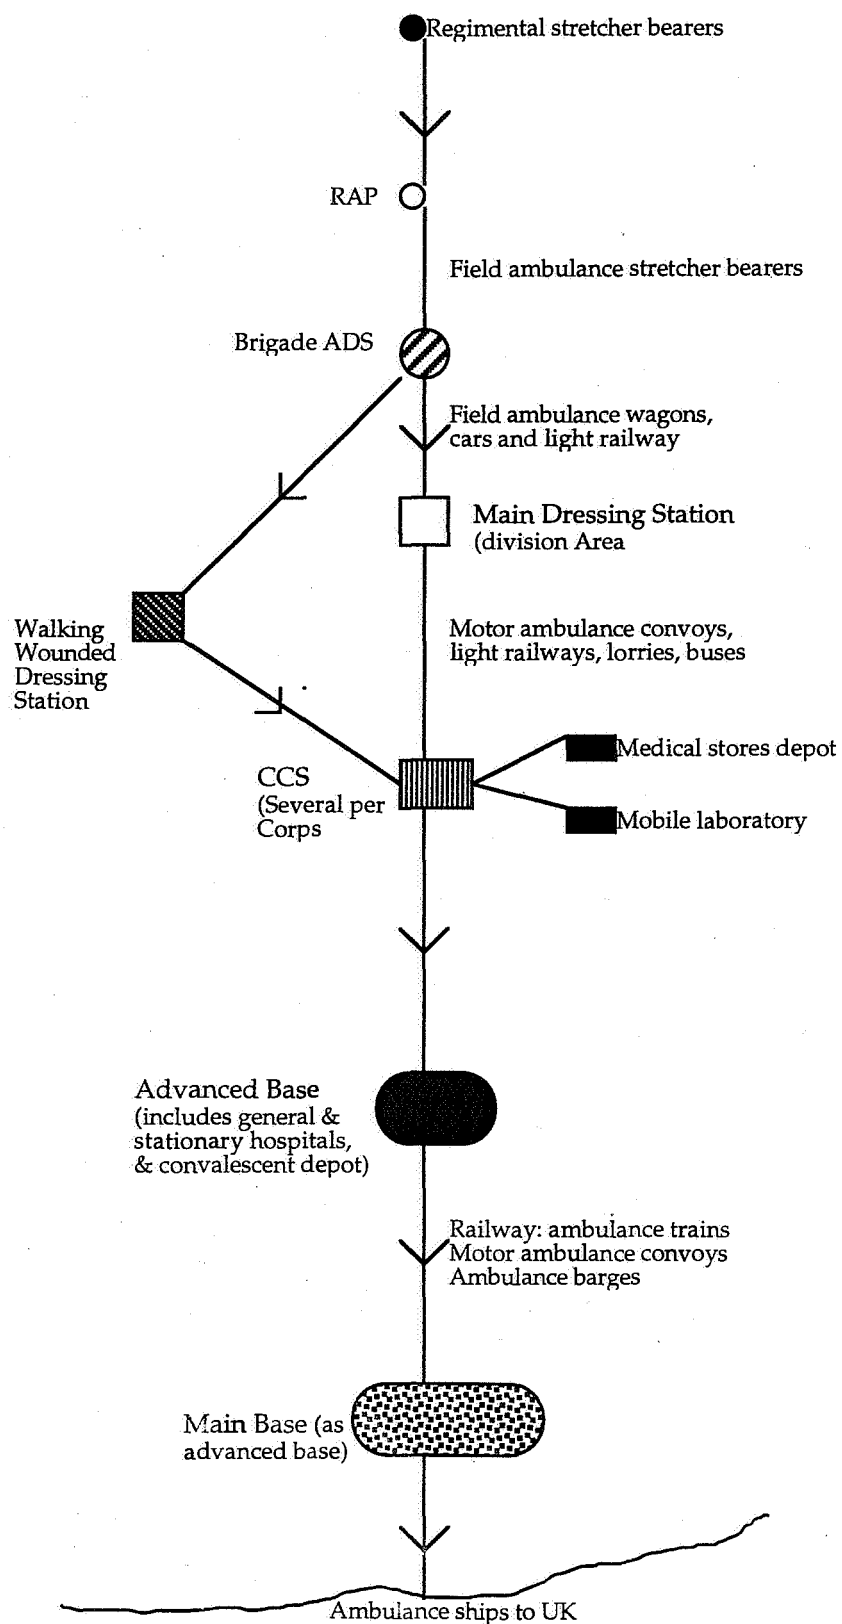 Regimental stretcher bearers
RAP
Field ambulance stretcher bearers
Brigade ADS
Field ambulance wagons,
cars and light railway
Main Dressing Station
(division Area
Walking
Wounded
Dressing
Station
Motor ambulance convoys,
light railways, lorries, buses
Medical stores depot
CCS
(Several per
Corps
Mobile laboratory
Advanced Base
(includes general &
stationary hospitals,
& convalescent depot)
Railway: ambulance trains
Motor ambulance convoys
Ambulance barges
Main Base (as
advanced base)
Ambulance ships to UK